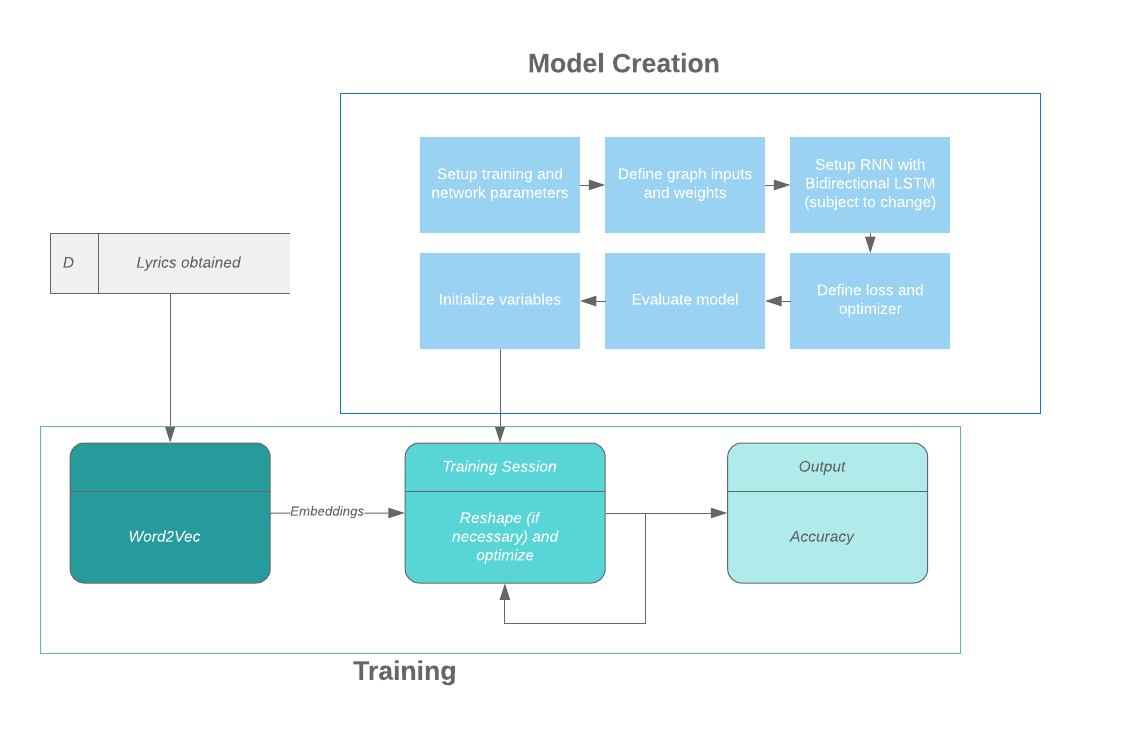 Model Creation
Setup training and
network parameters
Define graph inputs
and weights
Setup RNN with
Bidirectional LSTM
(subject to change)
D
Lyrics obtained
Initialize variables
Evaluate model
Define loss and
optimizer
Word2Vec
Embeddings
Training Session
Reshape (if
necessary) and
optimize
Output
Accuracy
Training